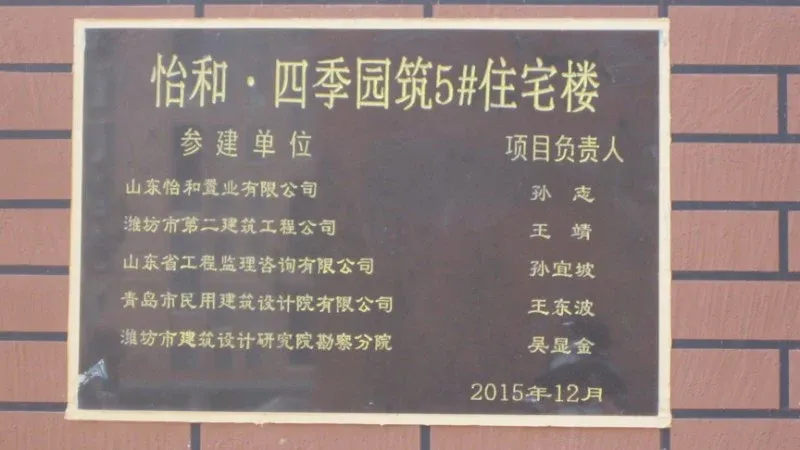 怡和·四季园筑5#住宅楼
参建单位 项目负责人
山东怡和置业有限公司 孙志
潍坊市第二建筑工程公司 王靖
山东省工程监理咨询有限公司 孙宜坡
青岛市民用建筑设计院有限公司 王东波
潍坊市建筑设计研究院勘察分院 吴显金
2015年12月